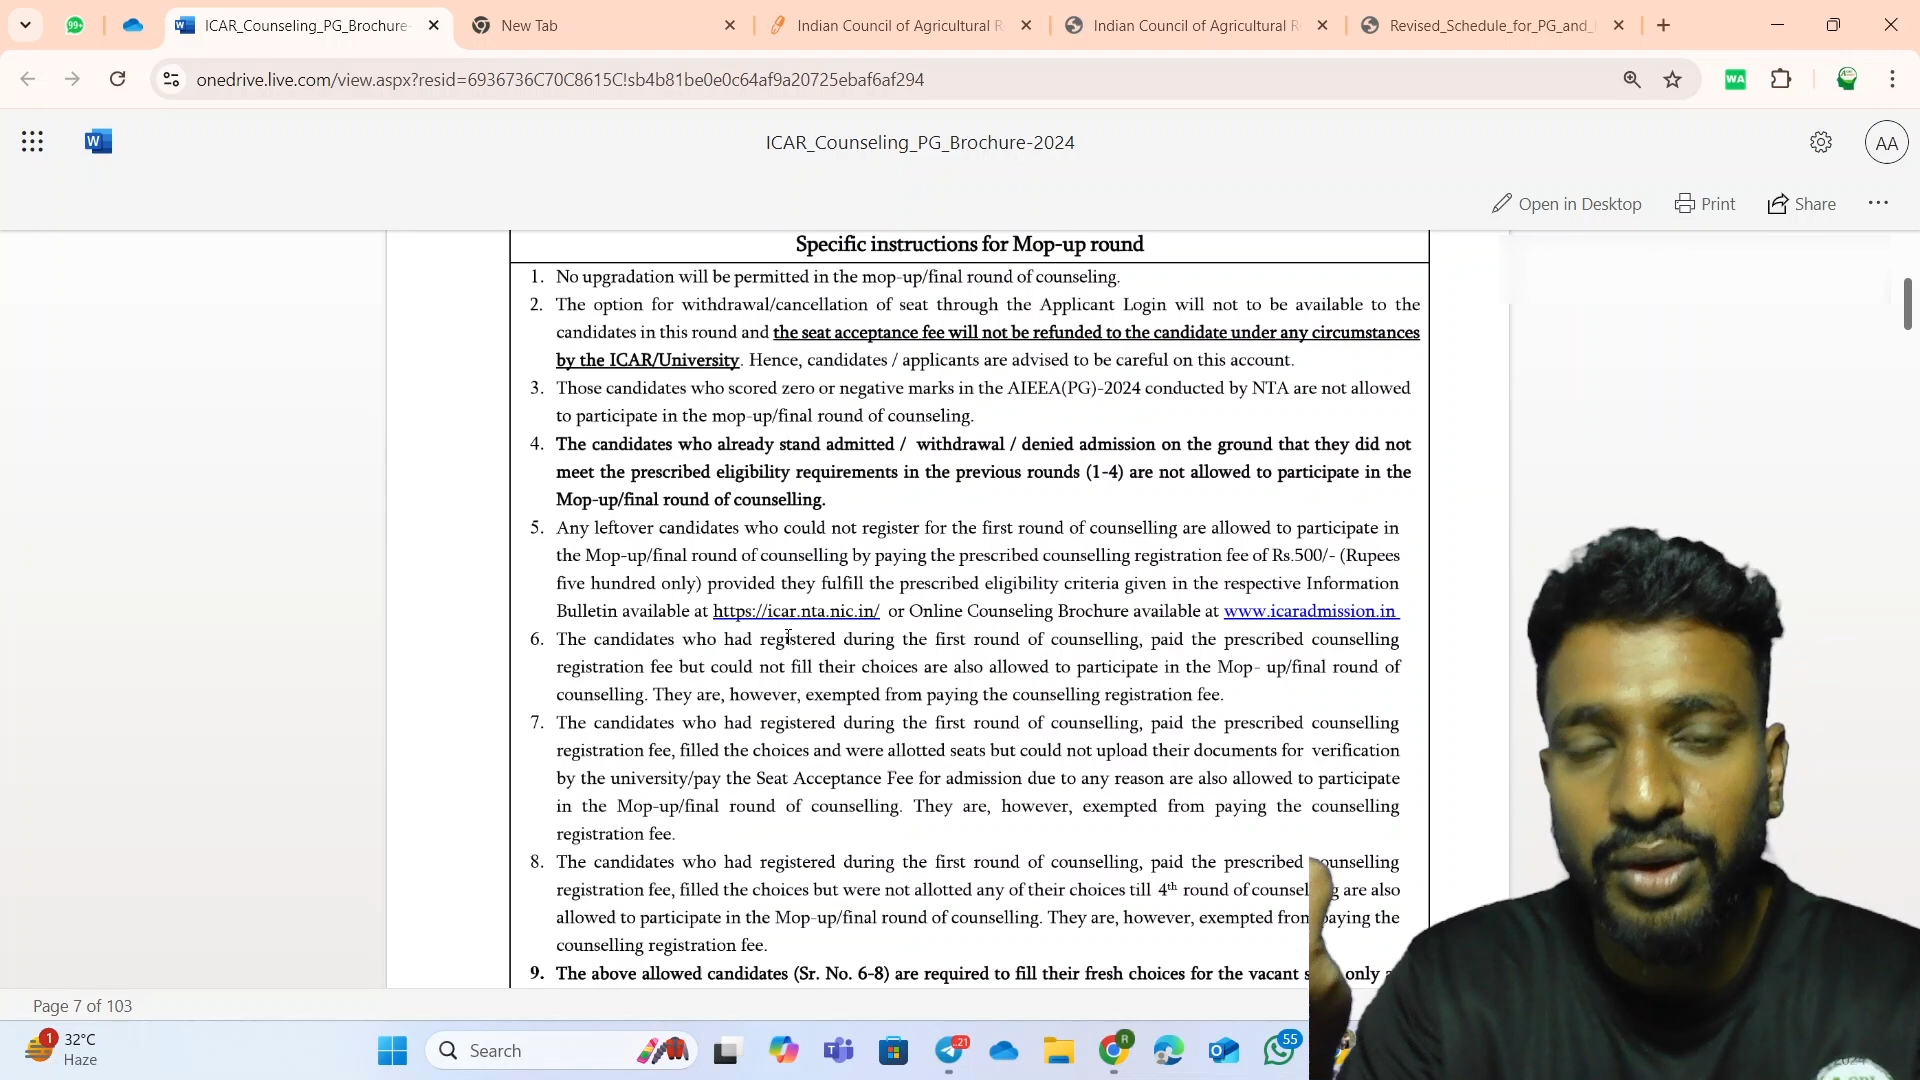 99+
ICAR_Counseling_PG_Brochure-
New Tab
Indian Council of Agricultural R
Indian Council of Agricultural R
Revised_Schedule_for_PG_and_
onedrive.live.com/view.aspx?resid=6936736C70C8615C!sb4b81be0e0c64af9a20725ebaf6af294
WA
W
ICAR_Counseling_PG_Brochure-2024
AA
Open in Desktop
Print
Share
Specific instructions for Mop-up round
1. No upgradation will be permitted in the mop-up/final round of counseling.
2. The option for withdrawal/cancellation of seat through the Applicant Login will not to be available to the
candidates in this round and the seat acceptance fee will not be refunded to the candidate under any circumstances
by the ICAR/University. Hence, candidates / applicants are advised to be careful on this account.
3. Those candidates who scored zero or negative marks in the AIEEA(PG)-2024 conducted by NTA are not allowed
to participate in the mop-up/final round of counseling.
4. The candidates who already stand admitted / withdrawal / denied admission on the ground that they did not
meet the prescribed eligibility requirements in the previous rounds (1-4) are not allowed to participate in the
Mop-up/final round of counselling.
5. Any leftover candidates who could not register for the first round of counselling are allowed to participate in
the Mop-up/final round of counselling by paying the prescribed counselling registration fee of Rs.500/- (Rupees
five hundred only) provided they fulfill the prescribed eligibility criteria given in the respective Information
Bulletin available at https://icar.nta.nic.in/ or Online Counseling Brochure available at www.icaradmission.in
6. The candidates who had registered during the first round of counselling, paid the prescribed counselling
registration fee but could not fill their choices are also allowed to participate in the Mop- up/final round of
counselling. They are, however, exempted from paying the counselling registration fee.
7. The candidates who had registered during the first round of counselling, paid the prescribed counselling
registration fee, filled the choices and were allotted seats but could not upload their documents for verification
by the university/pay the Seat Acceptance Fee for admission due to any reason are also allowed to participate
in the Mop-up/final round of counselling. They are, however, exempted from paying the counselling
registration fee.
8. The candidates who had registered during the first round of counselling, paid the prescribed ounselling
registration fee, filled the choices but were not allotted any of their choices till 4th round of counsel g are also
allowed to participate in the Mop-up/final round of counselling. They are, however, exempted from paying the
counselling registration fee.
9. The above allowed candidates (Sr. No. 6-8) are required to fill their fresh choices for the vacant s only
Page 7 of 103
1
32°C
Haze
Search
..21
R
55